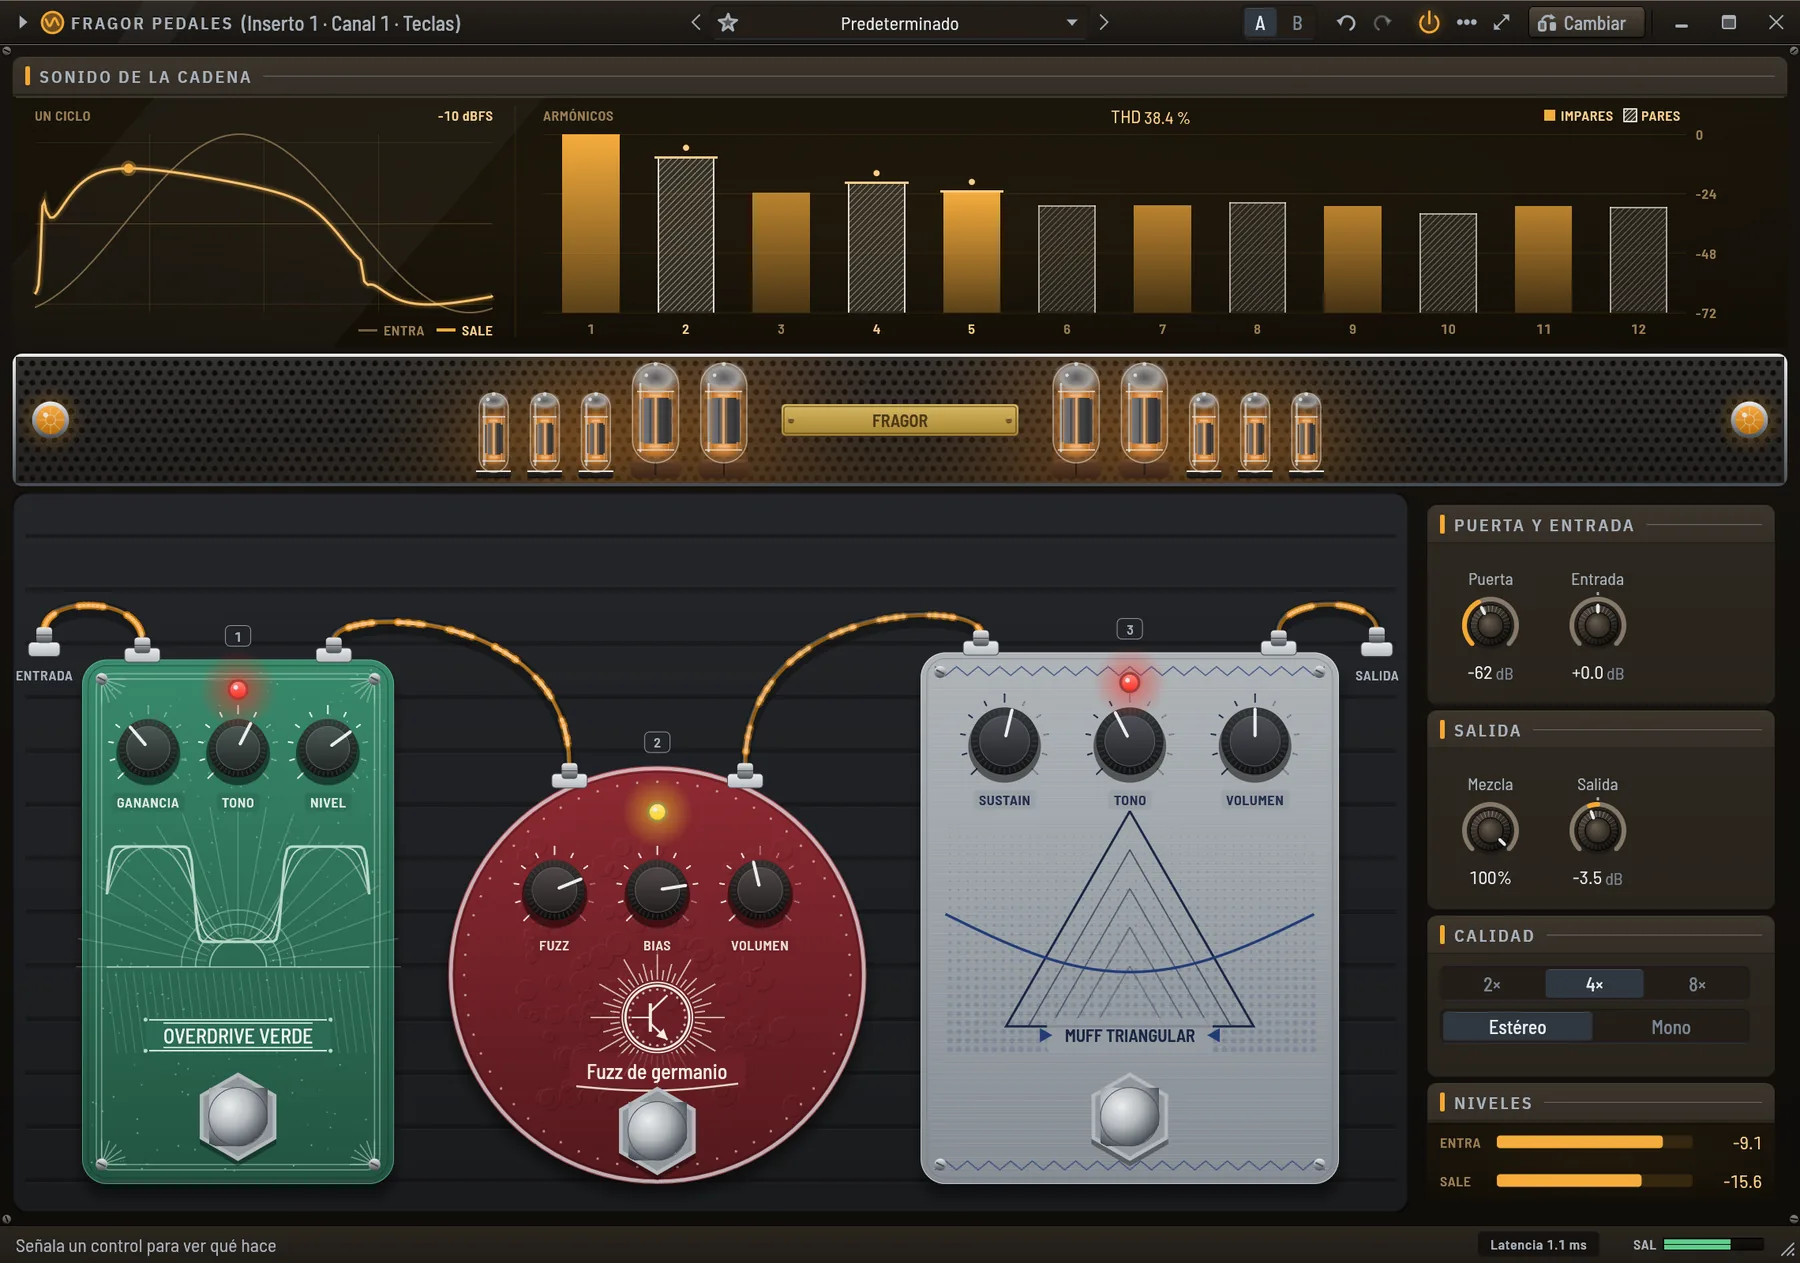 FRAGOR PEDALES (Inserto 1 · Canal 1 · Teclas)
Predeterminado
A B
Cambiar
SONIDO DE LA CADENA
UN CICLO
-10 dBFS
ENTRA SALE
ARMÓNICOS
THD 38.4 %
IMPARES PARES
0
-24
-48
-72
1 2 3 4 5 6 7 8 9 10 11 12
FRAGOR
ENTRADA
1
GANANCIA TONO NIVEL
OVERDRIVE VERDE
2
FUZZ BIAS VOLUMEN
Fuzz de germanio
3
SUSTAIN TONO VOLUMEN
MUFF TRIANGULAR
SALIDA
PUERTA Y ENTRADA
Puerta Entrada
-62 dB +0.0 dB
SALIDA
Mezcla Salida
100% -3.5 dB
CALIDAD
2× 4× 8×
Estéreo Mono
NIVELES
ENTRA -9.1
SALE -15.6
Señala un control para ver qué hace
Latencia 1.1 ms
SAL